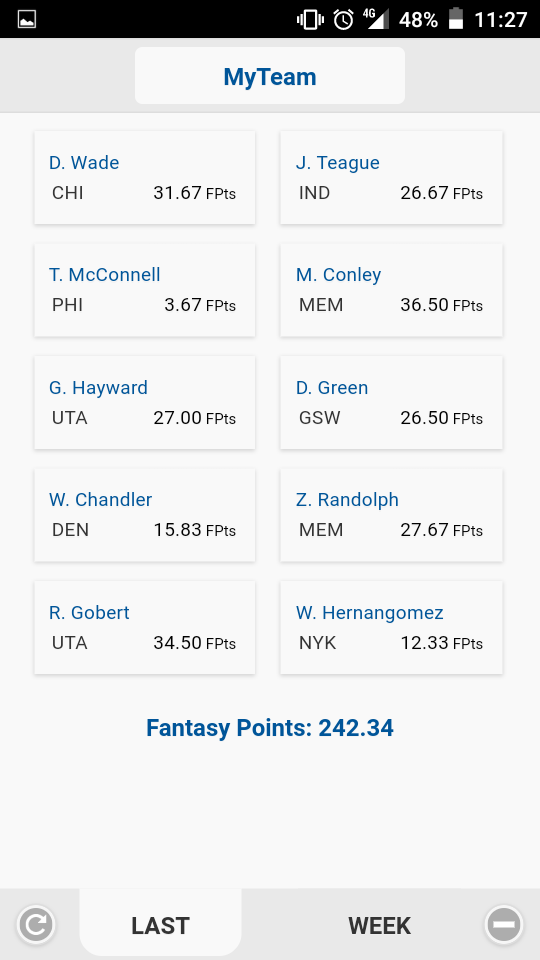 4G 48% 11:27
MyTeam
D. Wade
CHI 31.67 FPts
J. Teague
IND 26.67 FPts
T. McConnell
PHI 3.67 FPts
M. Conley
MEM 36.50 FPts
G. Hayward
UTA 27.00 FPts
D. Green
GSW 26.50 FPts
W. Chandler
DEN 15.83 FPts
Z. Randolph
MEM 27.67 FPts
R. Gobert
UTA 34.50 FPts
W. Hernangomez
NYK 12.33 FPts
Fantasy Points: 242.34
LAST WEEK